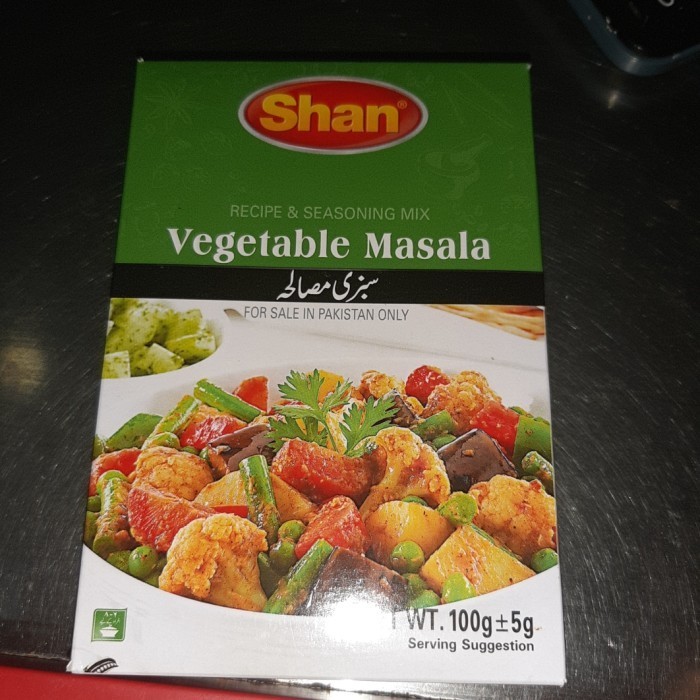 Shan®
RECIPE & SEASONING MIX
Vegetable Masala
سبزی مصالحہ
FOR SALE IN PAKISTAN ONLY
WT. 100g±5g
Serving Suggestion